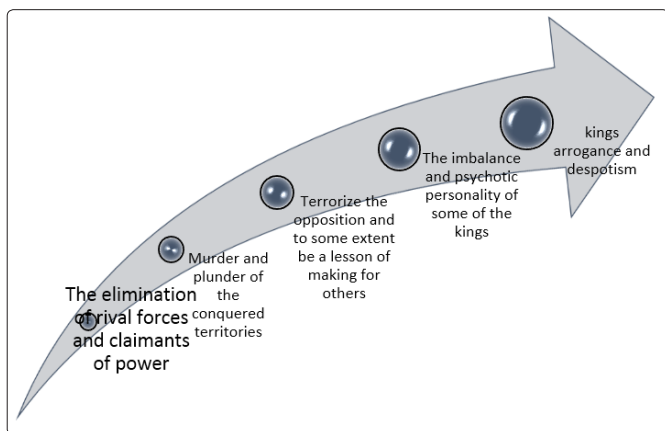 The elimination
of rival forces
and claimants
of power
Murder and
plunder of
the
conquered
territories
Terrorize the
opposition and
to some extent
be a lesson of
making for
others
The imbalance
and psychotic
personality of
some of the
kings
kings
arrogance and
despotism